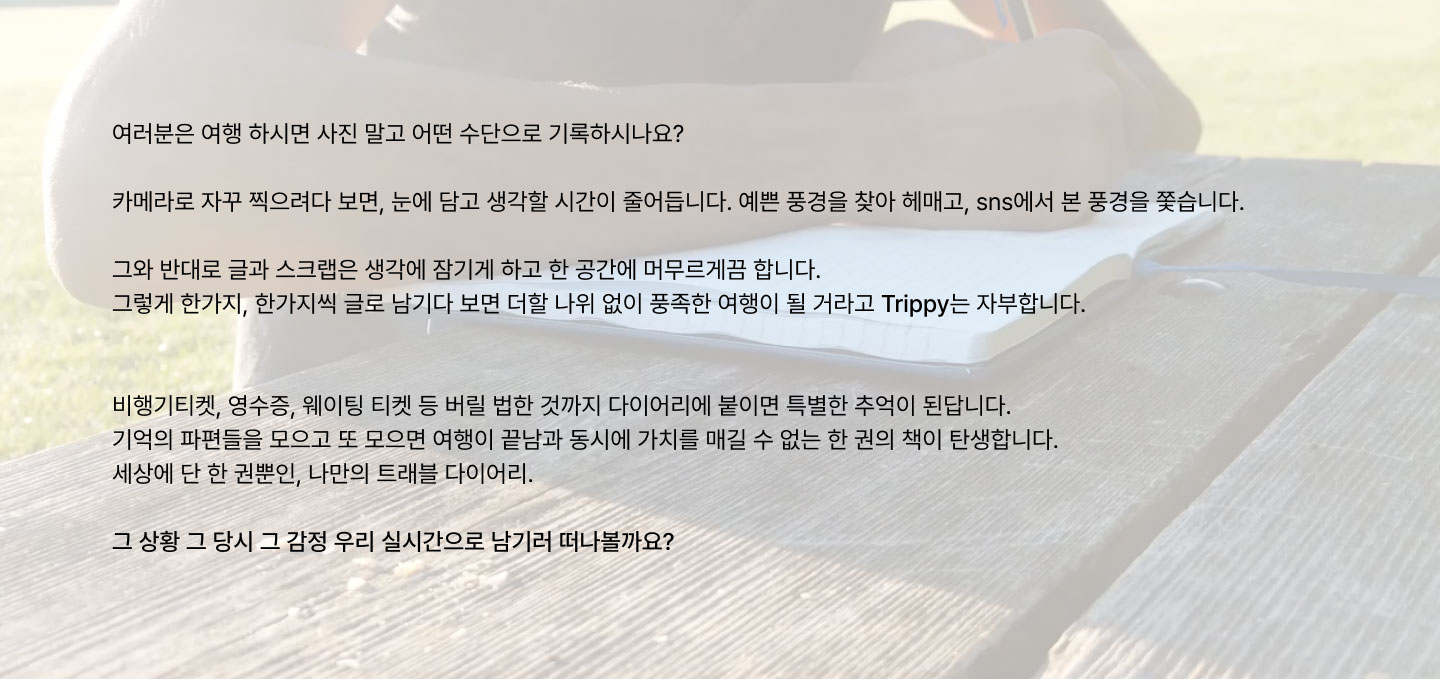 여러분은 여행 하시면 사진 말고 어떤 수단으로 기록하시나요?
카메라로 자꾸 찍으려다 보면, 눈에 담고 생각할 시간이 줄어듭니다. 예쁜 풍경을 찾아 헤매고, sns에서 본 풍경을 쫓습니다.
그와 반대로 글과 스크랩은 생각에 잠기게 하고 한 공간에 머무르게끔 합니다.
그렇게 한가지, 한가지씩 글로 남기다 보면 더할 나위 없이 풍족한 여행이 될 거라고 Trippy는 자부합니다.
비행기티켓, 영수증, 웨이팅 티켓 등 버릴 법한 것까지 다이어리에 붙이면 특별한 추억이 된답니다.
기억의 파편들을 모으고 또 모으면 여행이 끝남과 동시에 가치를 매길 수 없는 한 권의 책이 탄생합니다.
세상에 단 한 권뿐인, 나만의 트래블 다이어리.
그 상황 그 당시 그 감정 우리 실시간으로 남기러 떠나볼까요?